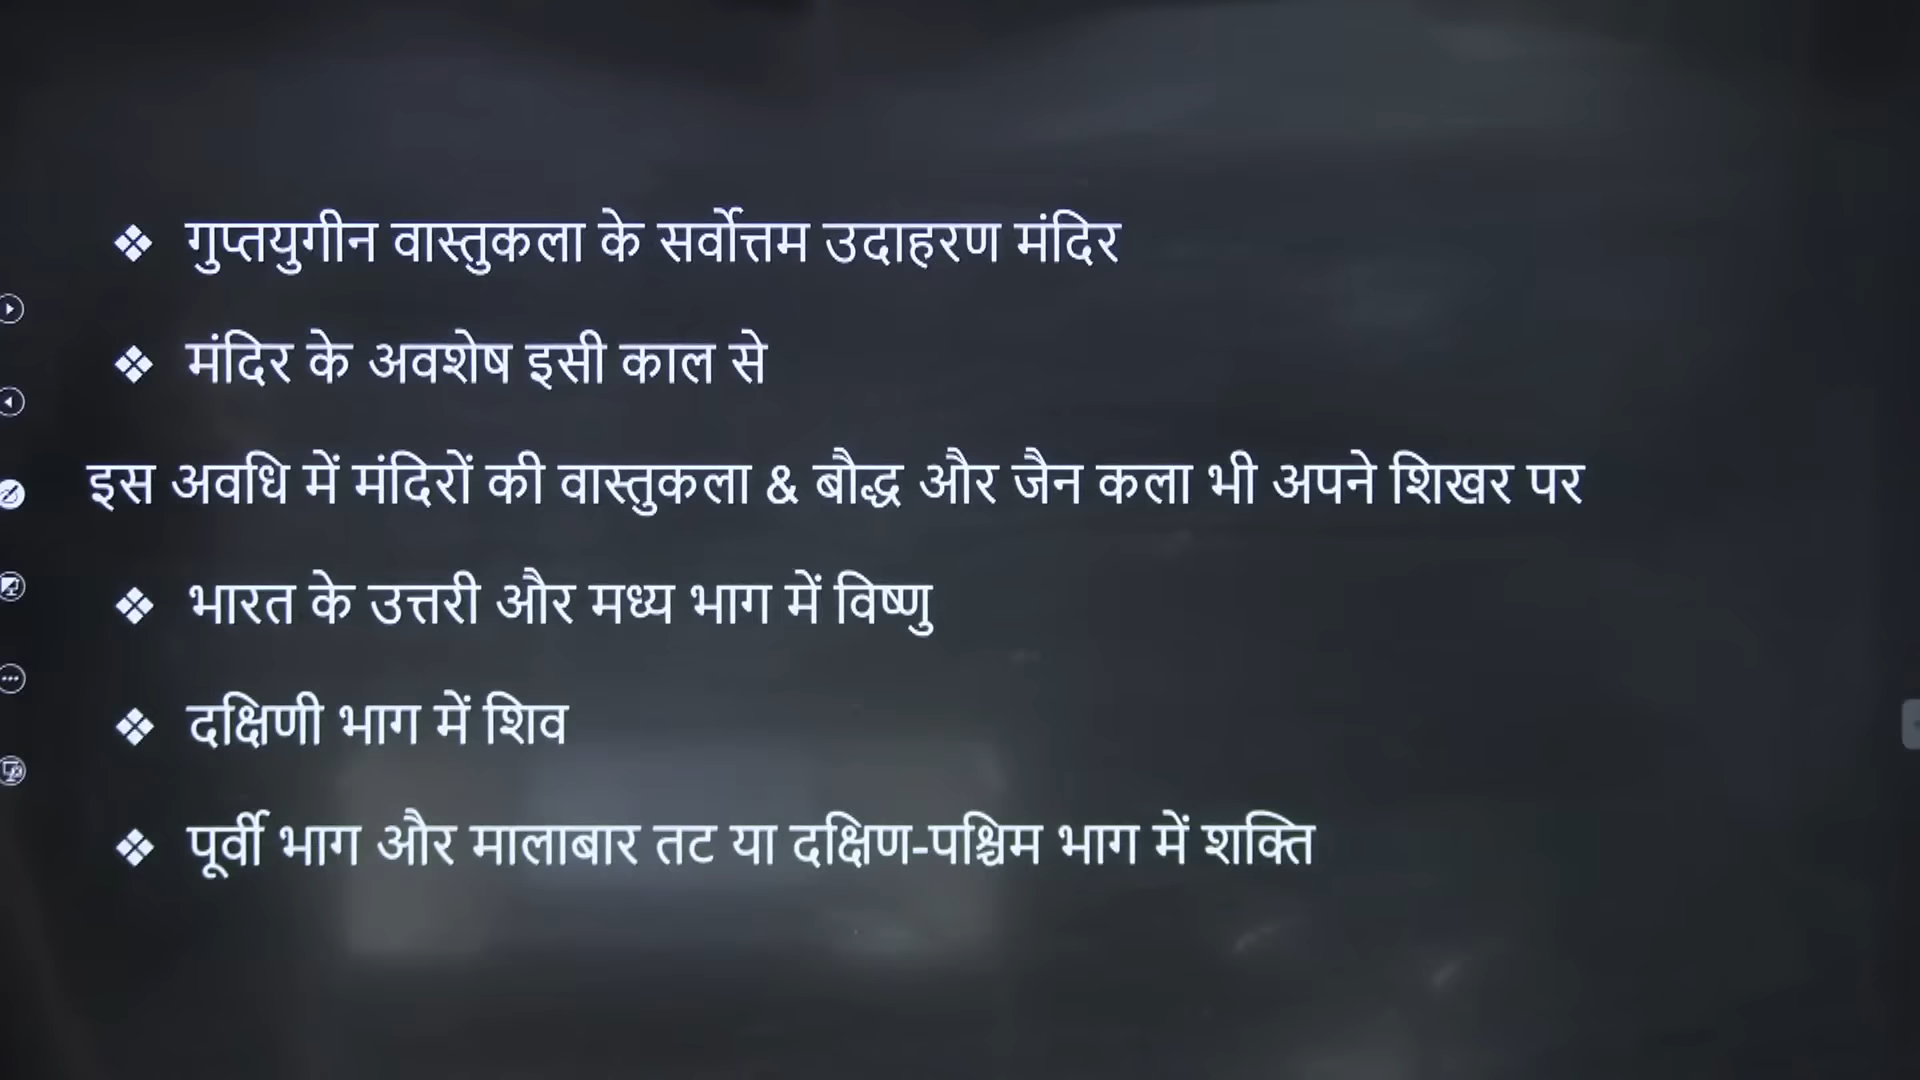 ❖ गुप्तयुगीन वास्तुकला के सर्वोत्तम उदाहरण मंदिर
❖ मंदिर के अवशेष इसी काल से
इस अवधि में मंदिरों की वास्तुकला & बौद्ध और जैन कला भी अपने शिखर पर
❖ भारत के उत्तरी और मध्य भाग में विष्णु
❖ दक्षिणी भाग में शिव
❖ पूर्वी भाग और मालाबार तट या दक्षिण-पश्चिम भाग में शक्ति